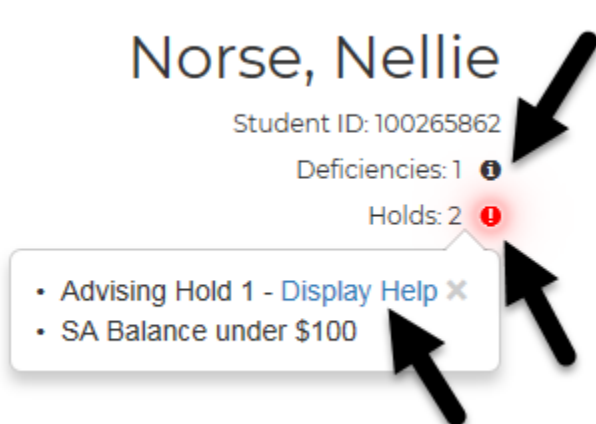 Norse, Nellie
Student ID: 100265862
Deficiencies: 1
Holds: 2
• Advising Hold 1 - Display Help ×
• SA Balance under $100